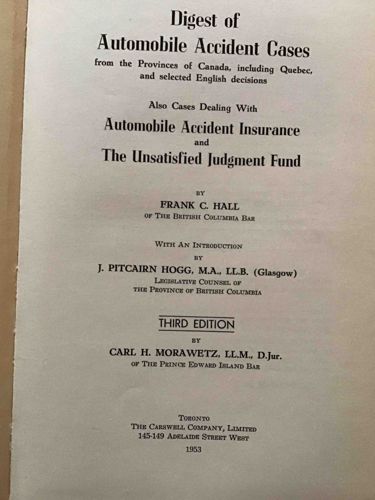 Digest of
Automobile Accident Cases
from the Provinces of Canada, including Quebec,
and selected English decisions
Also Cases Dealing With
Automobile Accident Insurance
and
The Unsatisfied Judgment Fund
BY
FRANK C. HALL
OF THE BRITISH COLUMBIA BAR
WITH AN INTRODUCTION
BY
J. PITCAIRN HOGG, M.A., LL.B. (Glasgow)
LEGISLATIVE COUNSEL OF
THE PROVINCE OF BRITISH COLUMBIA
THIRD EDITION
BY
CARL H. MORAWETZ, LL.M., D.Jur.
OF THE PRINCE EDWARD ISLAND BAR
TORONTO
THE CARSWELL COMPANY, LIMITED
145-149 ADELAIDE STREET WEST
1953